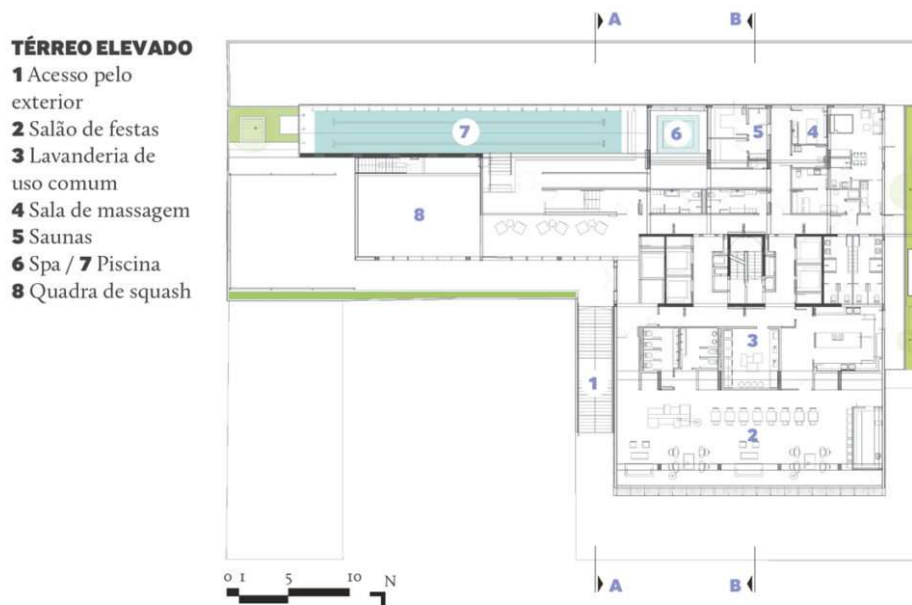 TÉRREO ELEVADO
1 Acesso pelo
exterior
2 Salão de festas
3 Lavanderia de
uso comum
4 Sala de massagem
5 Saunas
6 Spa / 7 Piscina
8 Quadra de squash
A
B
7
6
5
4
8
3
1
2
A
B
0 1 5 10 N